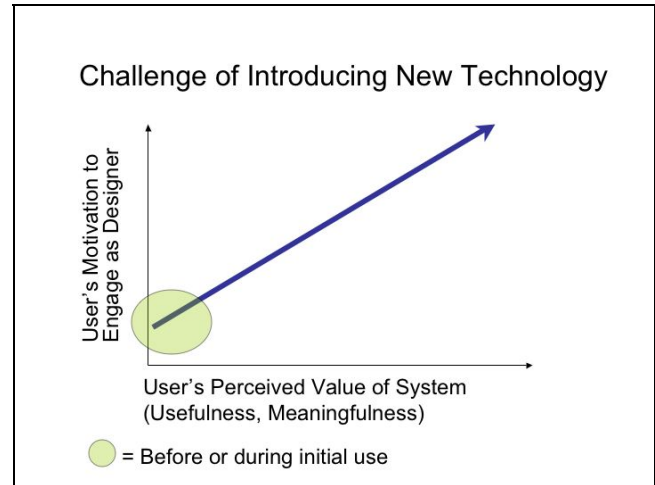 Challenge of Introducing New Technology
User's Motivation to
Engage as Designer
User's Perceived Value of System
(Usefulness, Meaningfulness)
= Before or during initial use